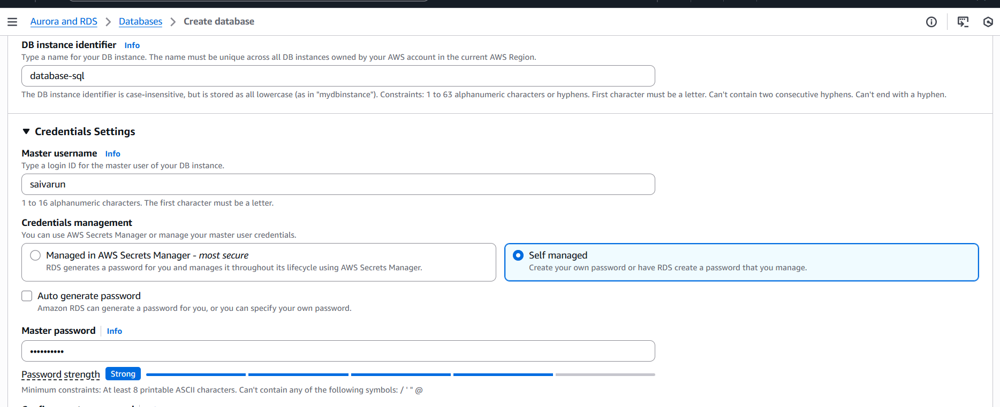 Aurora and RDS > Databases > Create database
DB instance identifier Info
Type a name for your DB instance. The name must be unique across all DB instances owned by your AWS account in the current AWS Region.
database-sql
The DB instance identifier is case-insensitive, but is stored as all lowercase (as in "mydbinstance"). Constraints: 1 to 63 alphanumeric characters or hyphens. First character must be a letter. Can't contain two consecutive hyphens. Can't end with a hyphen.
Credentials Settings
Master username Info
Type a login ID for the master user of your DB instance.
saivarun
1 to 16 alphanumeric characters. The first character must be a letter.
Credentials management
You can use AWS Secrets Manager or manage your master user credentials.
Managed in AWS Secrets Manager - most secure
RDS generates a password for you and manages it throughout its lifecycle using AWS Secrets Manager.
Self managed
Create your own password or have RDS create a password that you manage.
Auto generate password
Amazon RDS can generate a password for you, or you can specify your own password.
Master password Info
••••••••••
Password strength Strong
Minimum constraints: At least 8 printable ASCII characters. Can't contain any of the following symbols: / ' " @